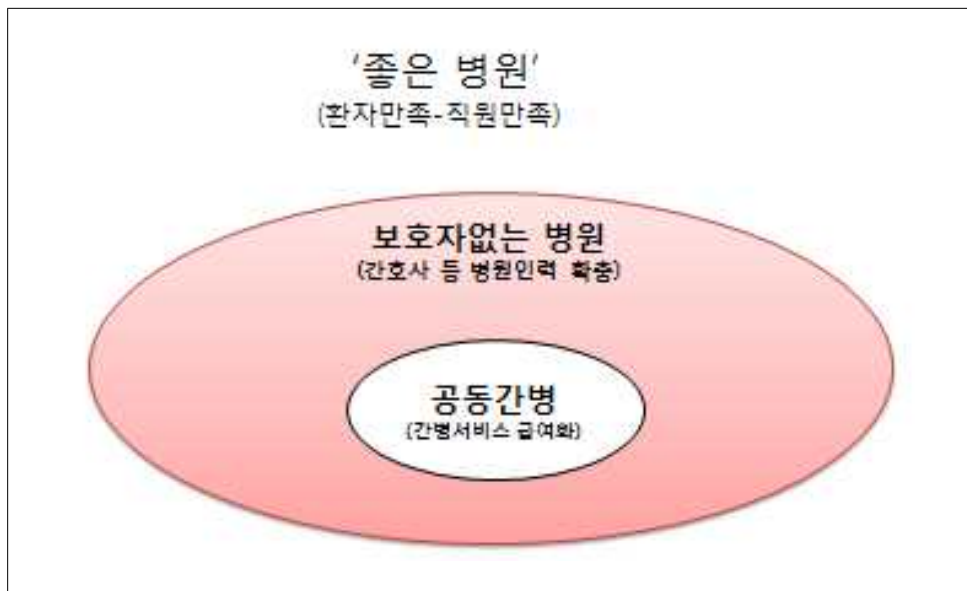 '좋은 병원'
(환자만족-직원만족)
보호자없는 병원
(간호사 등 병원인력 확충)
공동간병
(간병서비스 급여화)